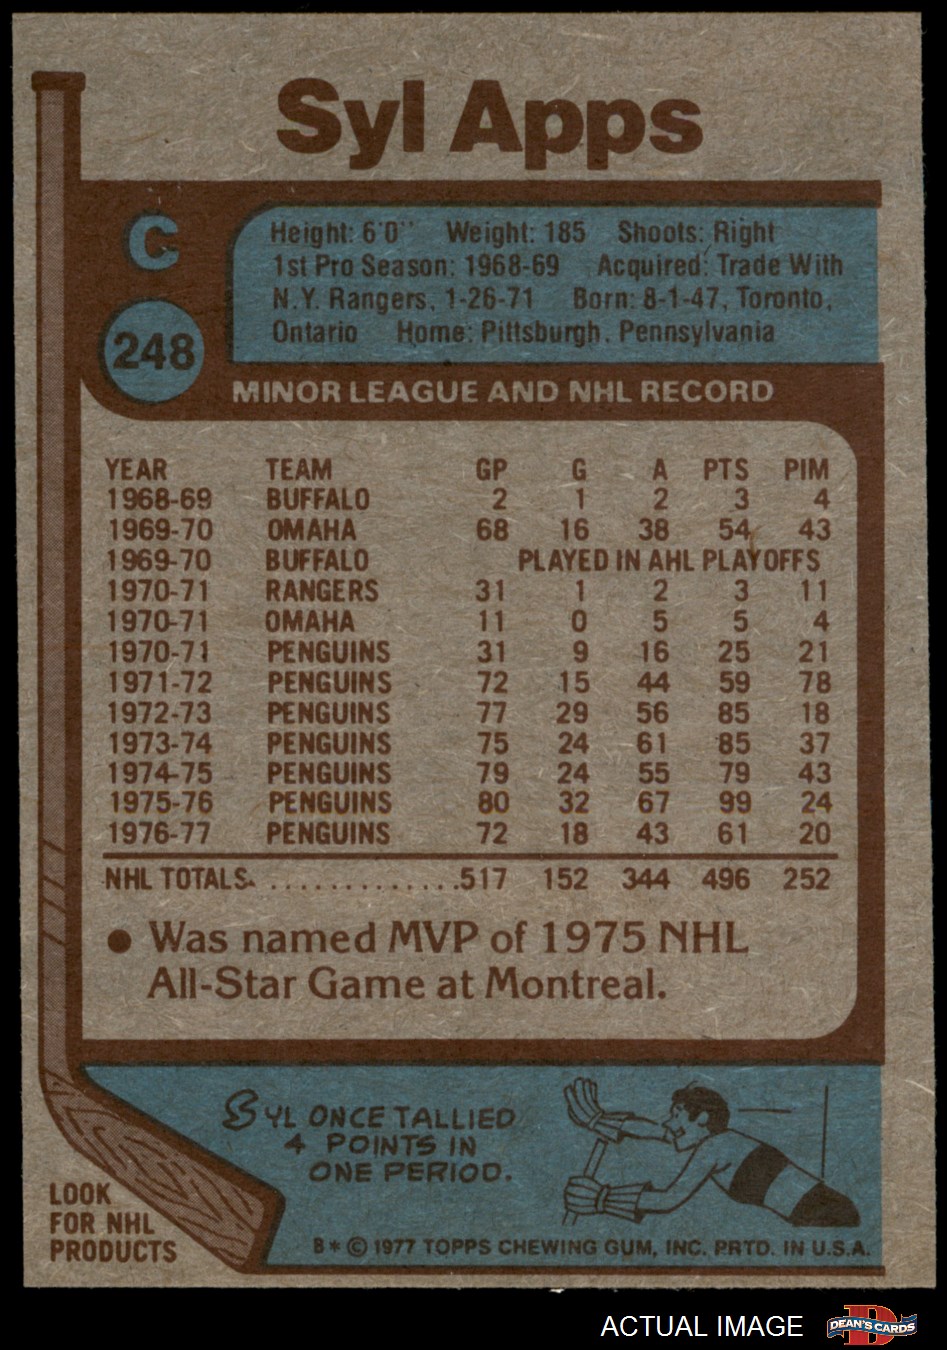 Syl Apps
C
248
Height: 6'0" Weight: 185 Shoots: Right
1st Pro Season: 1968-69 Acquired: Trade With
N.Y. Rangers, 1-26-71 Born: 8-1-47, Toronto,
Ontario Home: Pittsburgh, Pennsylvania
MINOR LEAGUE AND NHL RECORD
YEAR TEAM GP G A PTS PIM
1968-69 BUFFALO 2 1 2 3 4
1969-70 OMAHA 68 16 38 54 43
1969-70 BUFFALO PLAYED IN AHL PLAYOFFS
1970-71 RANGERS 31 1 2 3 11
1970-71 OMAHA 11 0 5 5 4
1970-71 PENGUINS 31 9 16 25 21
1971-72 PENGUINS 72 15 44 59 78
1972-73 PENGUINS 77 29 56 85 18
1973-74 PENGUINS 75 24 61 85 37
1974-75 PENGUINS 79 24 55 79 43
1975-76 PENGUINS 80 32 67 99 24
1976-77 PENGUINS 72 18 43 61 20
NHL TOTALS..............517 152 344 496 252
● Was named MVP of 1975 NHL
All-Star Game at Montreal.
SYL ONCE TALLIED
4 POINTS IN
ONE PERIOD.
LOOK
FOR NHL
PRODUCTS
B * © 1977 TOPPS CHEWING GUM, INC. PRTD. IN U.S.A.
ACTUAL IMAGE
D
DEAN'S CARDS